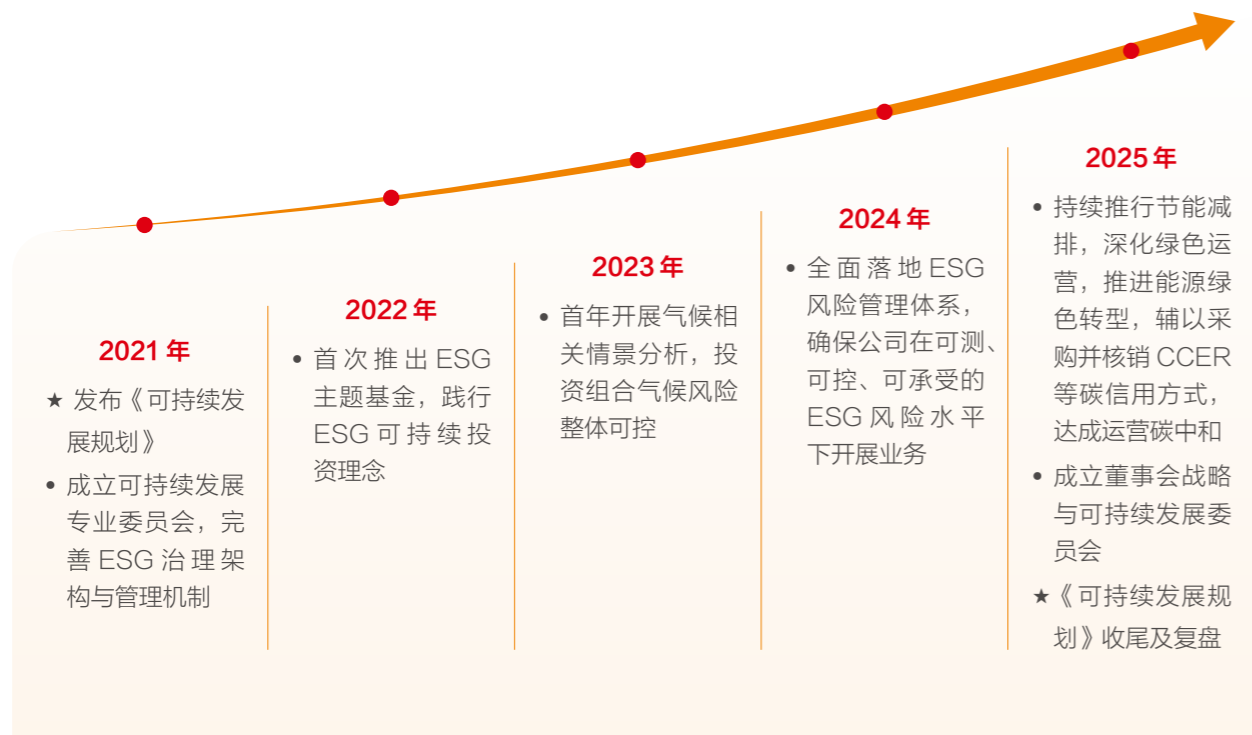 2021 年
★ 发布《可持续发
展规划》
• 成立可持续发展
专业委员会，完
善 ESG 治理架
构与管理机制
2022 年
• 首次推出 ESG
主题基金，践行
ESG 可持续投
资理念
2023 年
• 首年开展气候相
关情景分析，投
资组合气候风险
整体可控
2024 年
• 全面落地 ESG
风险管理体系，
确保公司在可测、
可控、可承受的
ESG 风险水平
下开展业务
2025 年
• 持续推行节能减
排，深化绿色运
营，推进能源绿
色转型，辅以采
购并核销 CCER
等碳信用方式，
达成运营碳中和
• 成立董事会战略
与可持续发展委
员会
★《可持续发展规
划》收尾及复盘